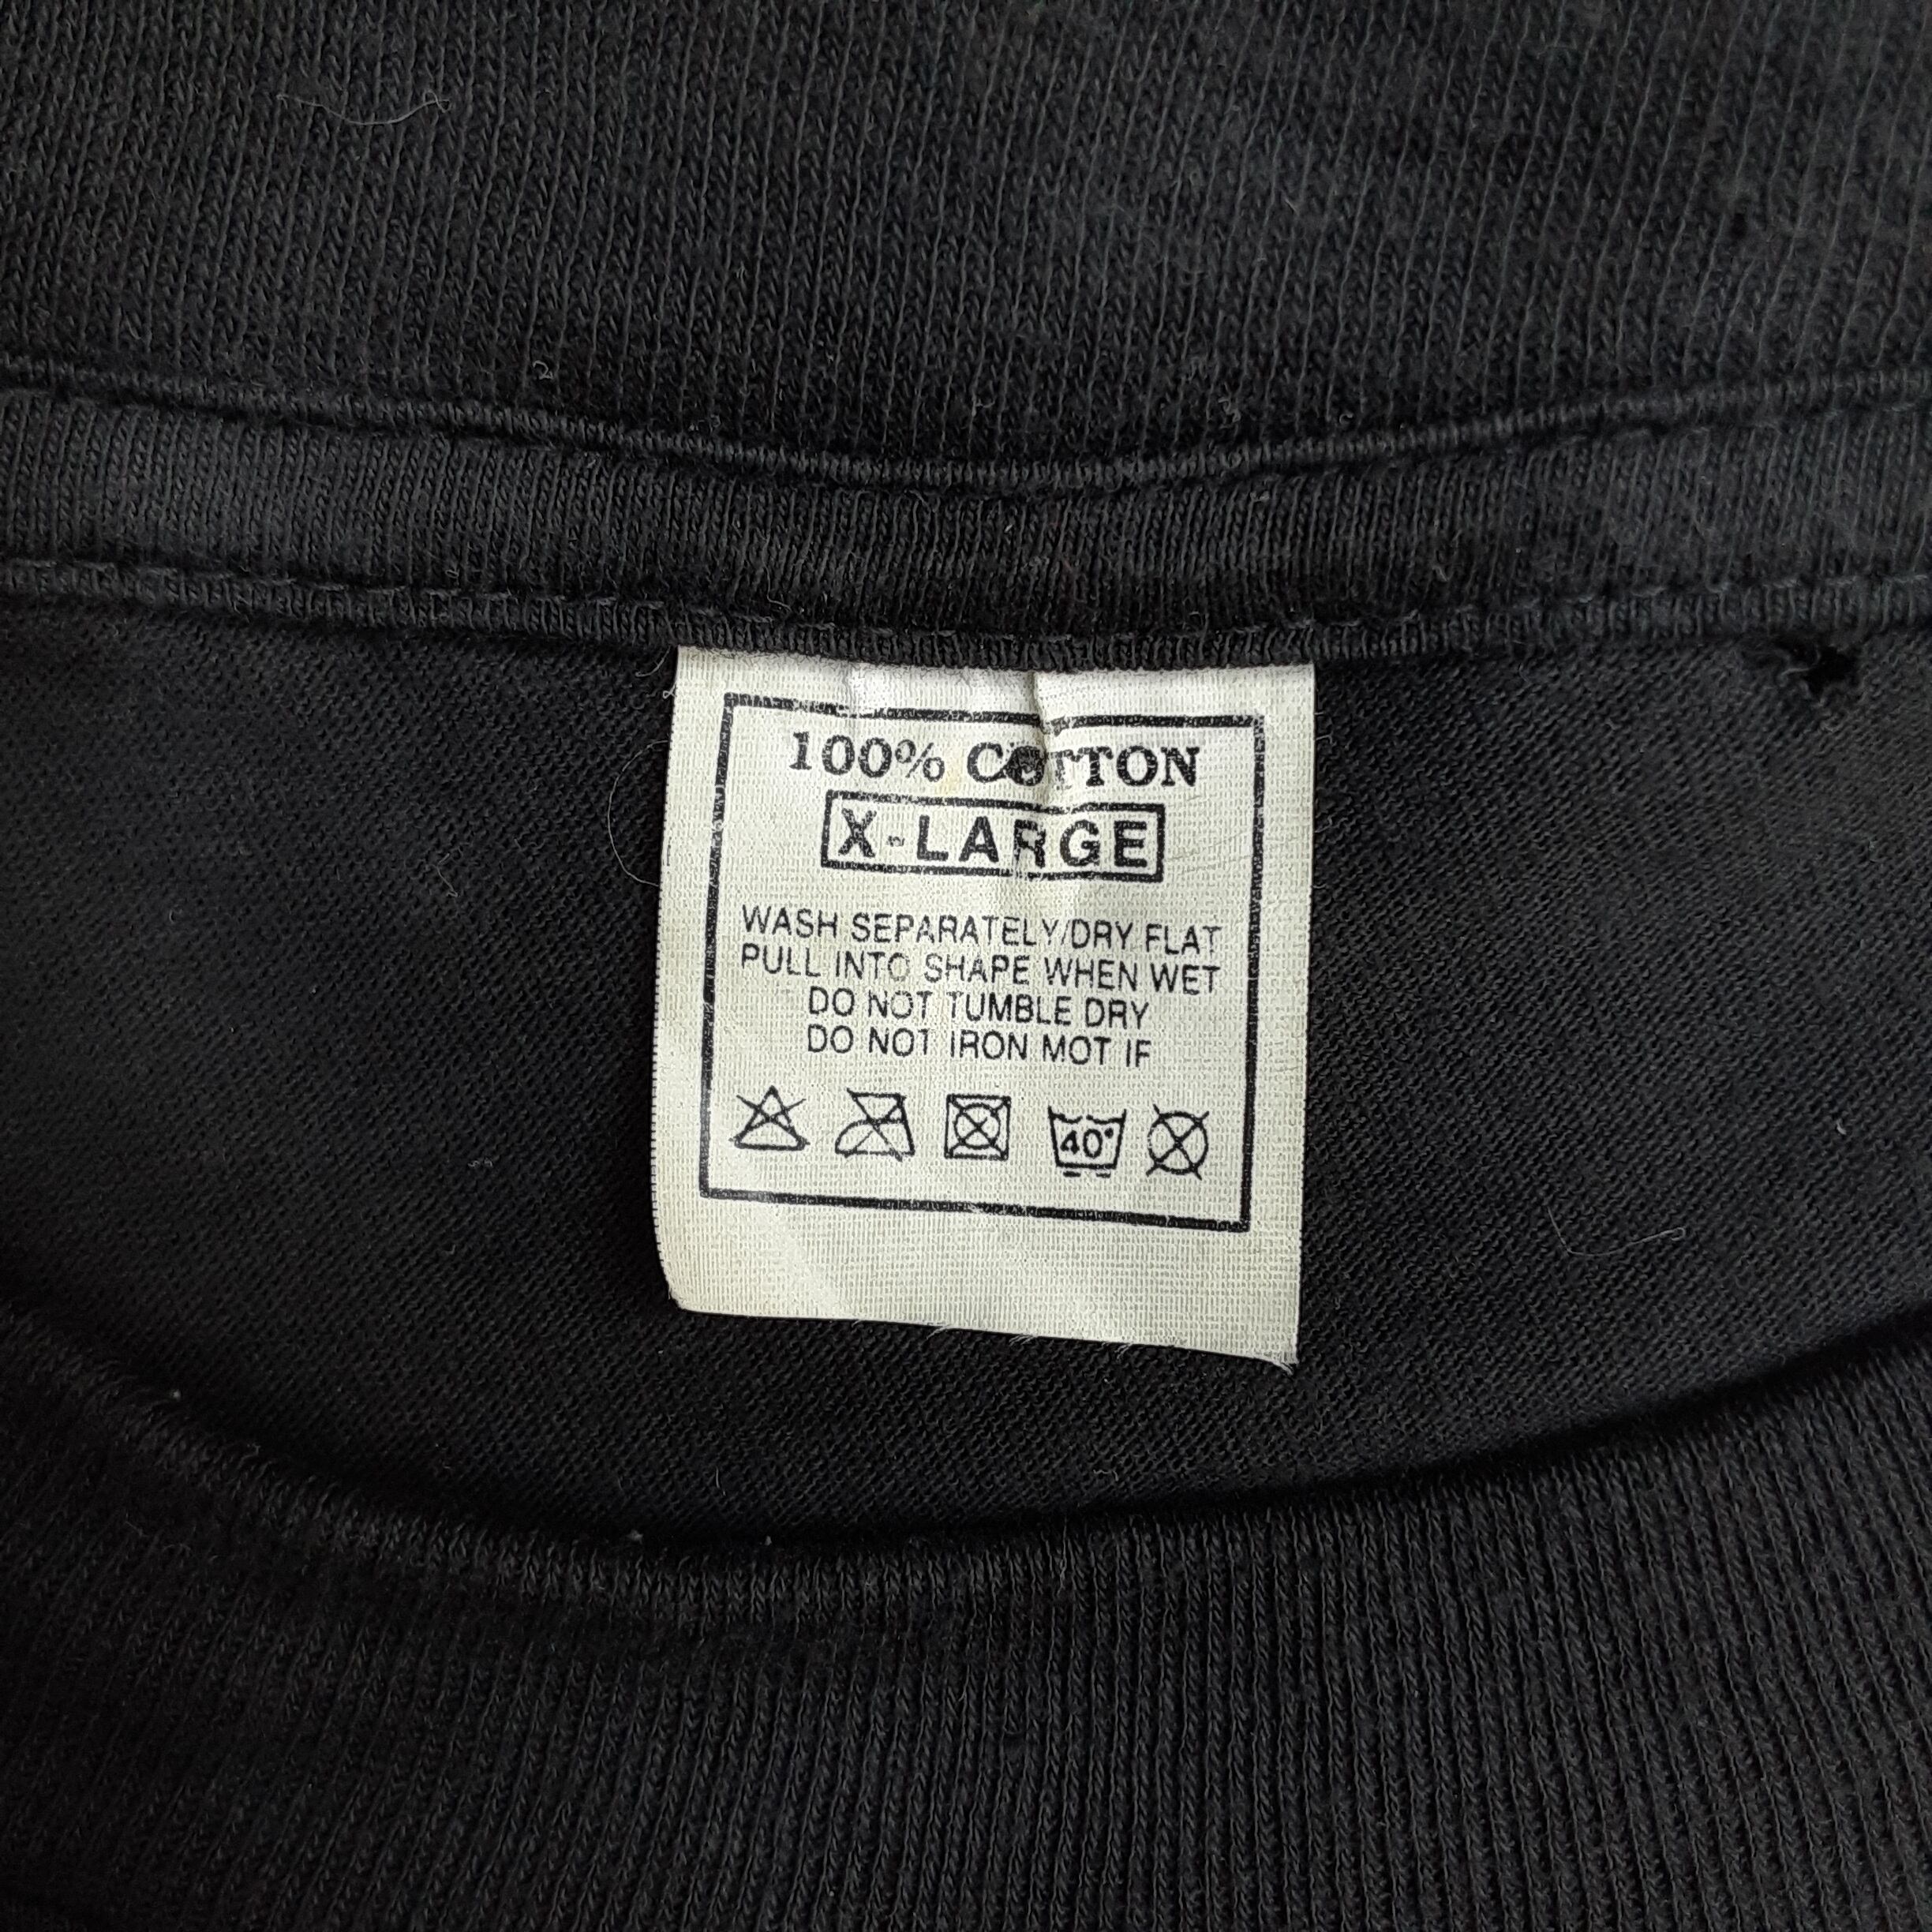 100% COTTON
X-LARGE
WASH SEPARATELY/DRY FLAT
PULL INTO SHAPE WHEN WET
DO NOT TUMBLE DRY
DO NOT IRON MOT IF
40°